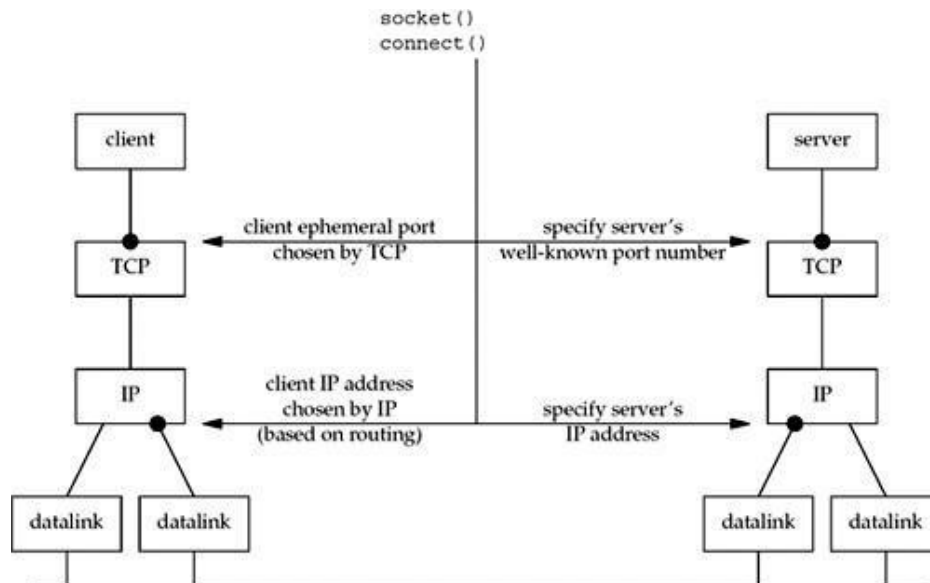 socket()
connect()
client
server
client ephemeral port
chosen by TCP
specify server's
well-known port number
TCP
TCP
client IP address
chosen by IP
(based on routing)
specify server's
IP address
IP
IP
datalink
datalink
datalink
datalink